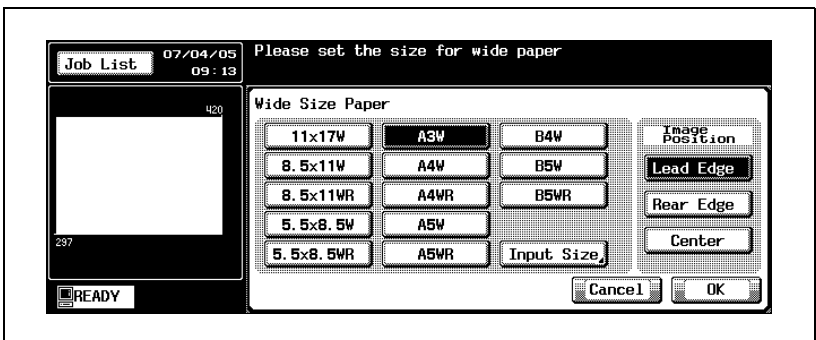 Job List
07/04/05
09:13
Please set the size for wide paper
420
297
READY
Wide Size Paper
11x17W A3W B4W
8.5x11W A4W B5W
8.5x11WR A4WR B5WR
5.5x8.5W A5W
5.5x8.5WR A5WR Input Size
Image
Position
Lead Edge
Rear Edge
Center
Cancel OK